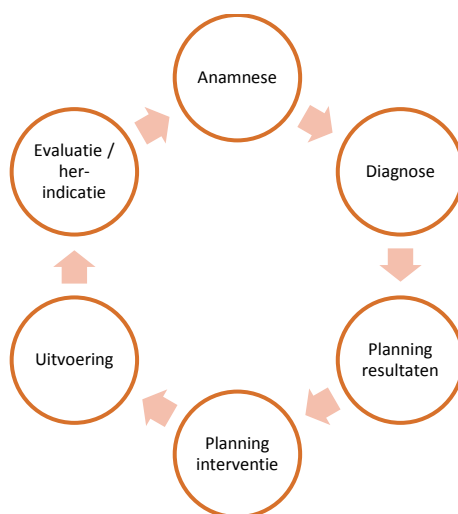 Anamnese
Diagnose
Planning
resultaten
Planning
interventie
Uitvoering
Evaluatie /
her-
indicatie